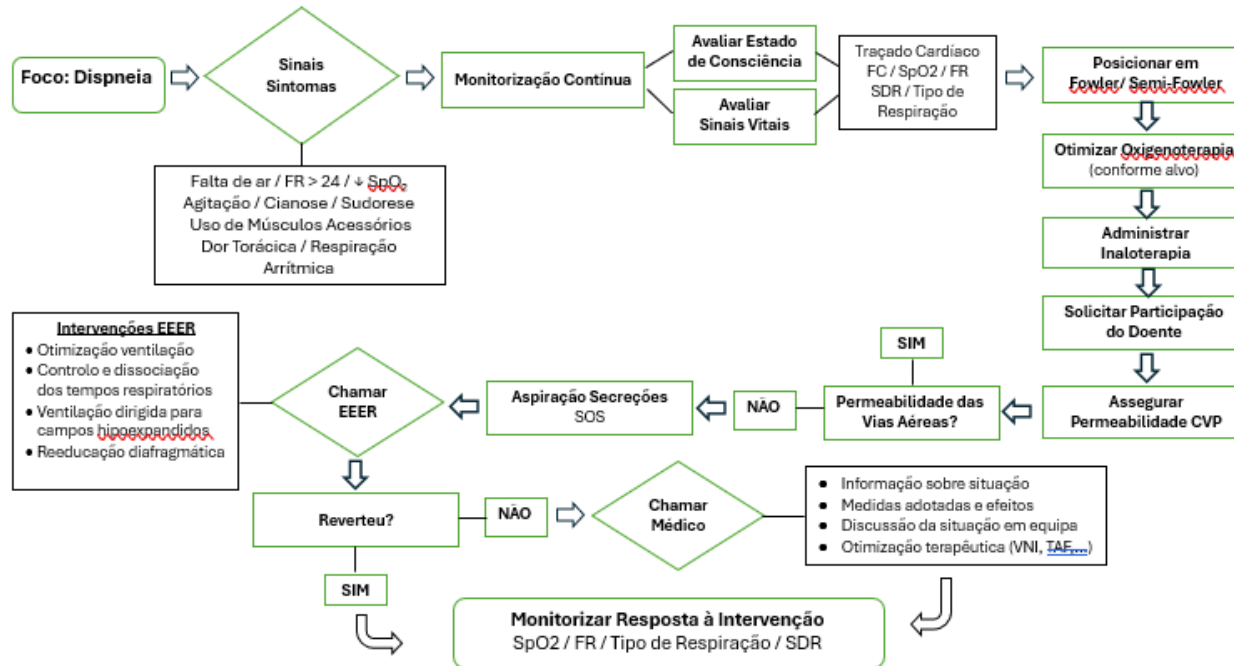 Foco: Dispneia
Sinais
Sintomas
Falta de ar / FR > 24 / ↓ SpO₂
Agitação / Cianose / Sudorese
Uso de Músculos Acessórios
Dor Torácica / Respiração
Arrítmica
Monitorização Contínua
Avaliar Estado
de Consciência
Avaliar
Sinais Vitais
Traçado Cardíaco
FC / SpO2 / FR
SDR / Tipo de
Respiração
Posicionar em
Fowler/ Semi-Fowler
Otimizar Oxigenoterapia
(conforme alvo)
Administrar
Inaloterapia
Solicitar Participação
do Doente
Assegurar
Permeabilidade CVP
Permeabilidade das
Vias Aéreas?
SIM
NÃO
Aspiração Secreções
SOS
Chamar
EEER
Intervenções EEER
● Otimização ventilação
● Controlo e dissociação
dos tempos respiratórios
● Ventilação dirigida para
campos hipoexpandidos
● Reeducação diafragmática
Reverteu?
NÃO
SIM
Chamar
Médico
● Informação sobre situação
● Medidas adotadas e efeitos
● Discussão da situação em equipa
● Otimização terapêutica (VNI, TAF,...)
Monitorizar Resposta à Intervenção
SpO2 / FR / Tipo de Respiração / SDR